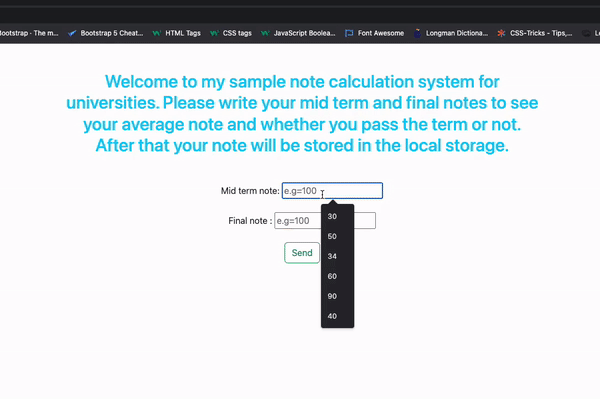 ootstrap · The m... Bootstrap 5 Cheat... HTML Tags CSS tags JavaScript Boolea... Font Awesome Longman Dictiona... CSS-Tricks - Tips,... Le
Welcome to my sample note calculation system for
universities. Please write your mid term and final notes to see
your average note and whether you pass the term or not.
After that your note will be stored in the local storage.
Mid term note: e.g=100
30
Final note : e.g=100
50
Send
34
60
90
40